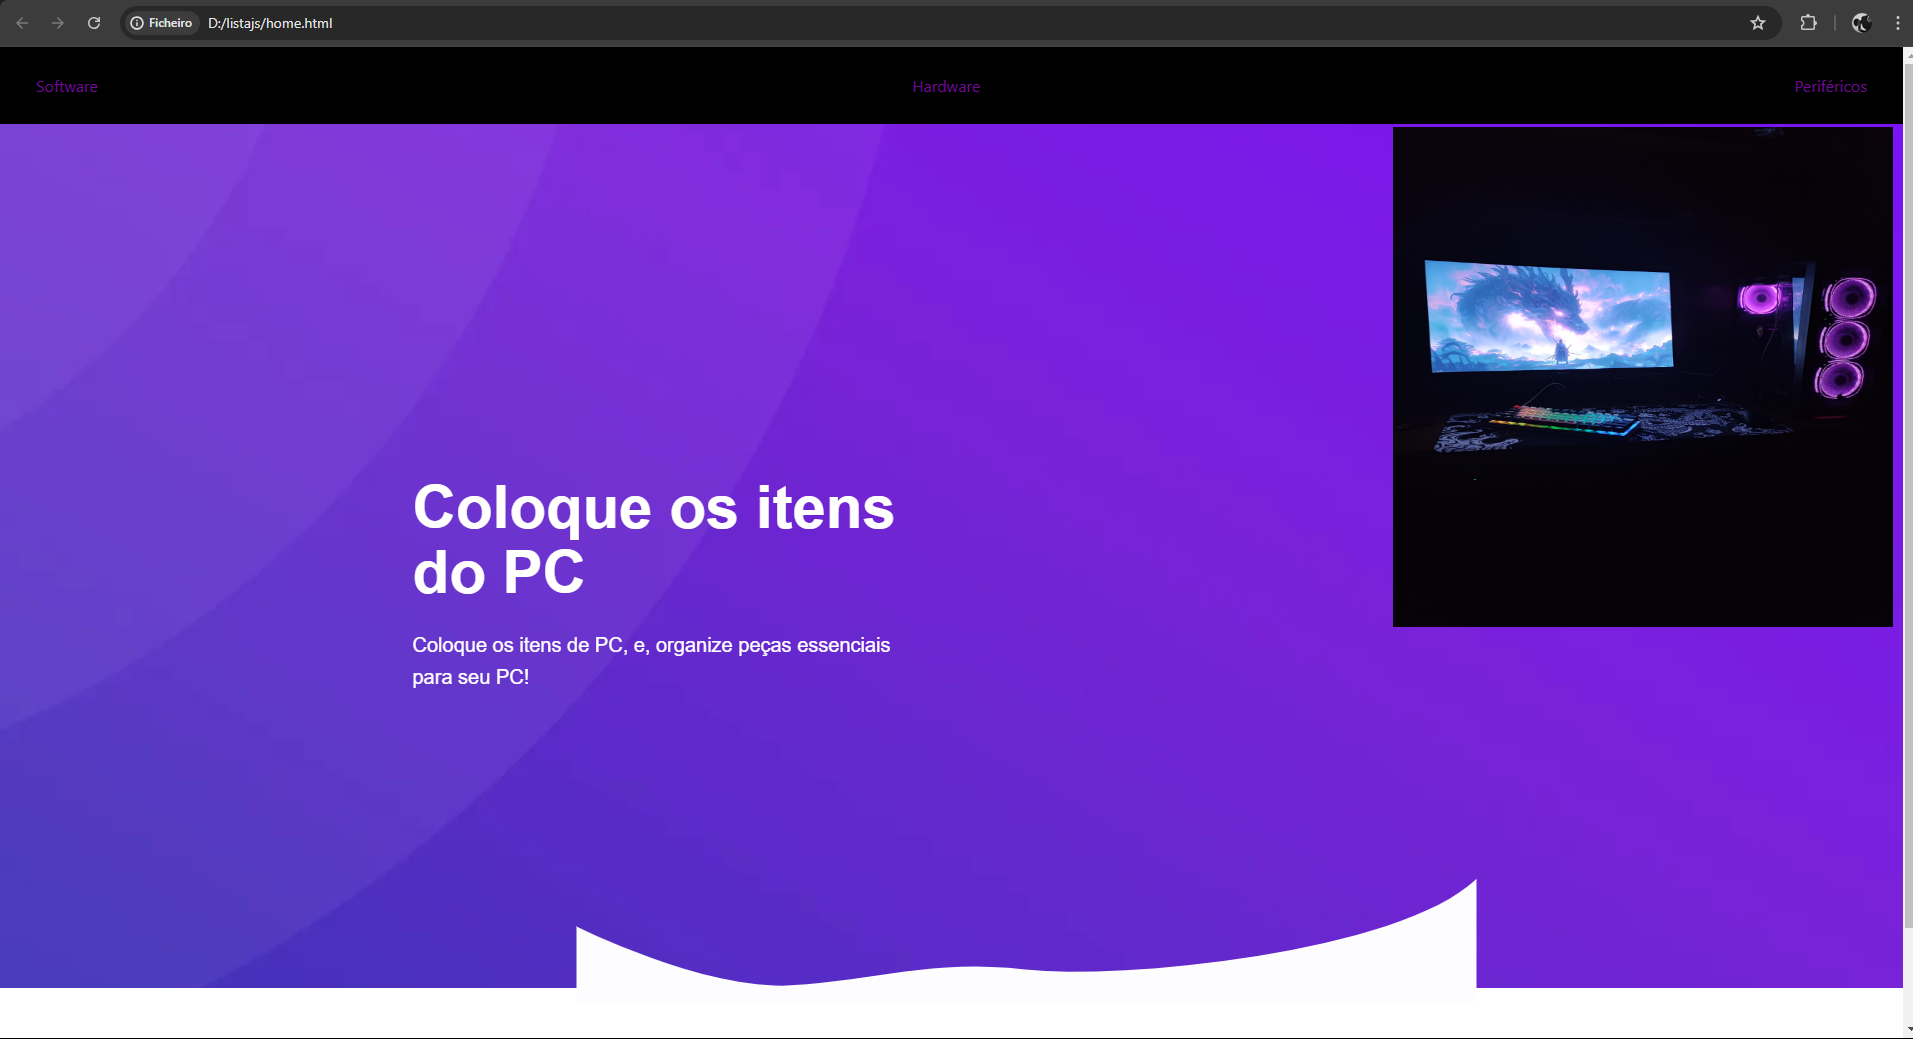 Ficheiro D:/listajs/home.html
Software Hardware Periféricos
Coloque os itens
do PC
Coloque os itens de PC, e, organize peças essenciais
para seu PC!